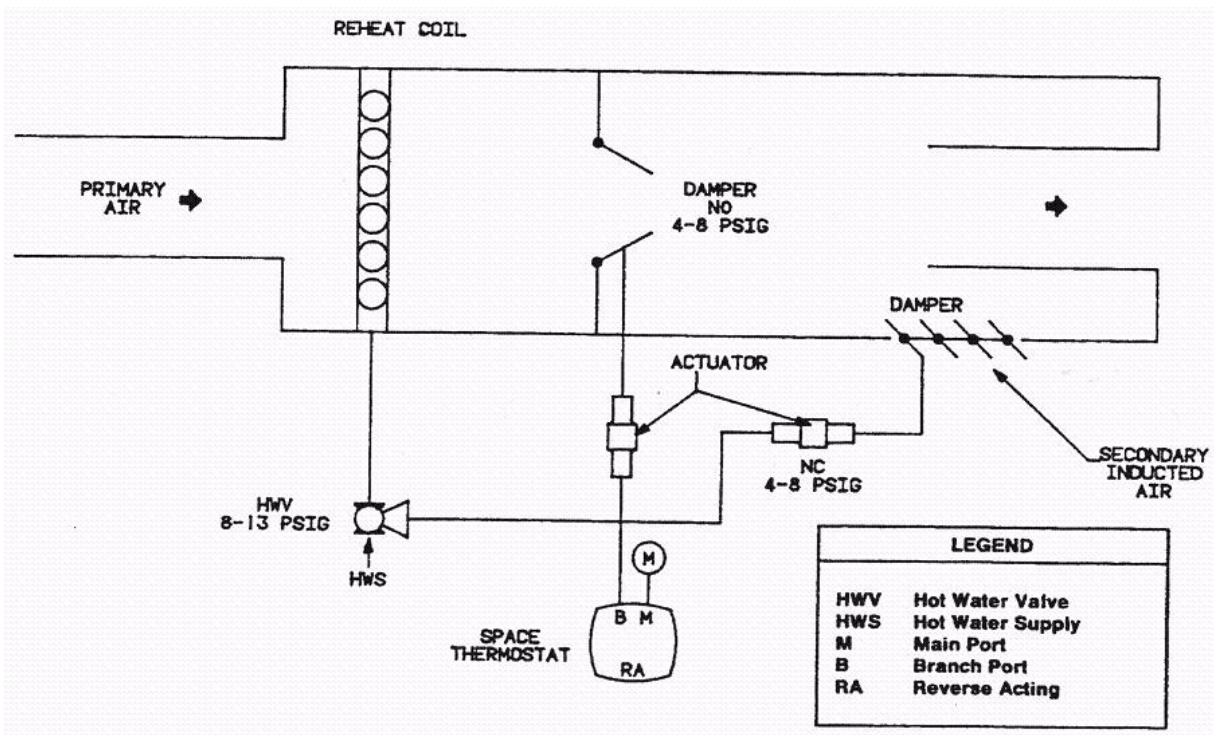 REHEAT COIL
PRIMARY
AIR
DAMPER
NO
4-8 PSIG
DAMPER
ACTUATOR
SECONDARY
INDUCTED
AIR
NC
4-8 PSIG
HWV
8-13 PSIG
HWS
M
B M
RA
SPACE
THERMOSTAT
LEGEND
HWV Hot Water Valve
HWS Hot Water Supply
M Main Port
B Branch Port
RA Reverse Acting